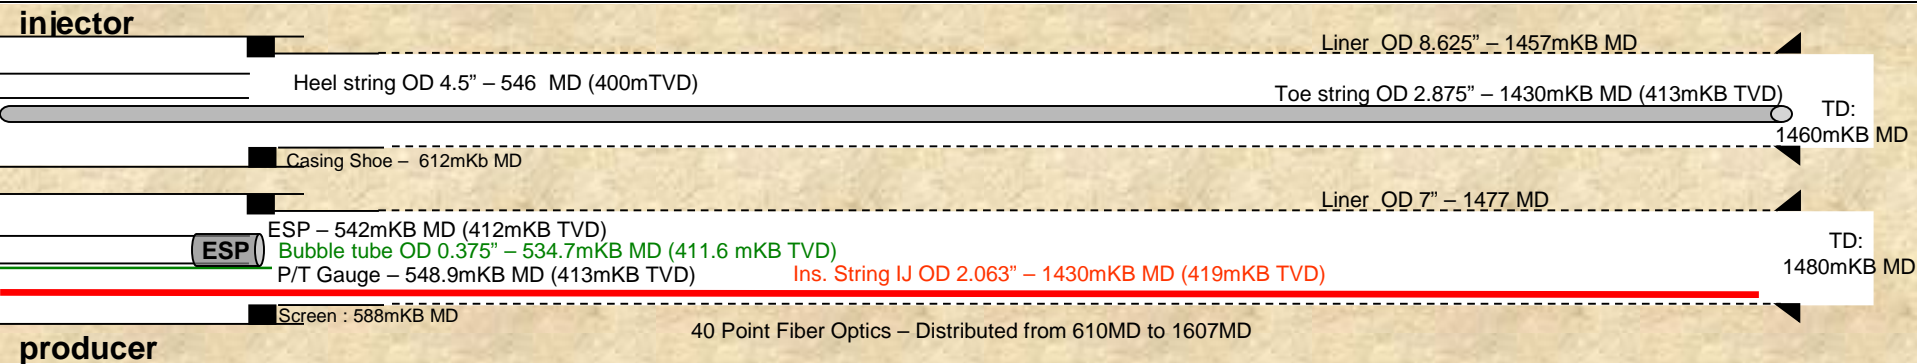 injector
Liner  OD 8.625” – 1457mKB MD
Heel string OD 4.5” – 546  MD (400mTVD)
Toe string OD 2.875” – 1430mKB MD (413mKB TVD)
TD:
1460mKB MD
Casing Shoe –  612mKb MD
Liner  OD 7” – 1477 MD
ESP – 542mKB MD (412mKB TVD)
ESP
Bubble tube OD 0.375” – 534.7mKB MD (411.6 mKB TVD)
TD:
1480mKB MD
P/T Gauge – 548.9mKB MD (413mKB TVD)
Ins. String IJ OD 2.063” – 1430mKB MD (419mKB TVD)
Screen : 588mKB MD
40 Point Fiber Optics – Distributed from 610MD to 1607MD
producer